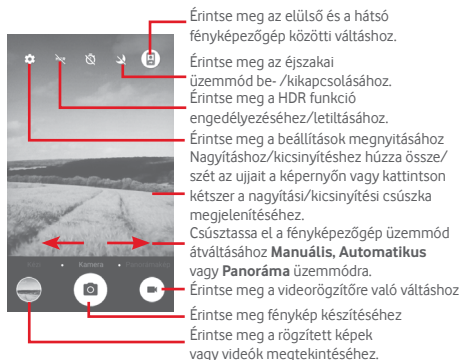 Érintse meg az elülső és a hátsó
fényképezőgép közötti váltáshoz.
Érintse meg az éjszakai
üzemmód be- /kikapcsolásához.
Érintse meg a HDR funkció
engedélyezéséhez/letiltásához.
Érintse meg a beállítások megnyitásához
Nagyításhoz/kicsinyítéshez húzza össze/
szét az ujjait a képernyőn vagy kattintson
kétszer a nagyítási/kicsinyítési csúszka
megjelenítéséhez.
Csúsztassa el a fényképezőgép üzemmód
átváltásához Manuális, Automatikus
vagy Panoráma üzemmódra.
Kamera
Érintse meg a videorögzítőre való váltáshoz
Érintse meg fénykép készítéséhez
Érintse meg a rögzített képek
vagy videók megtekintéséhez.